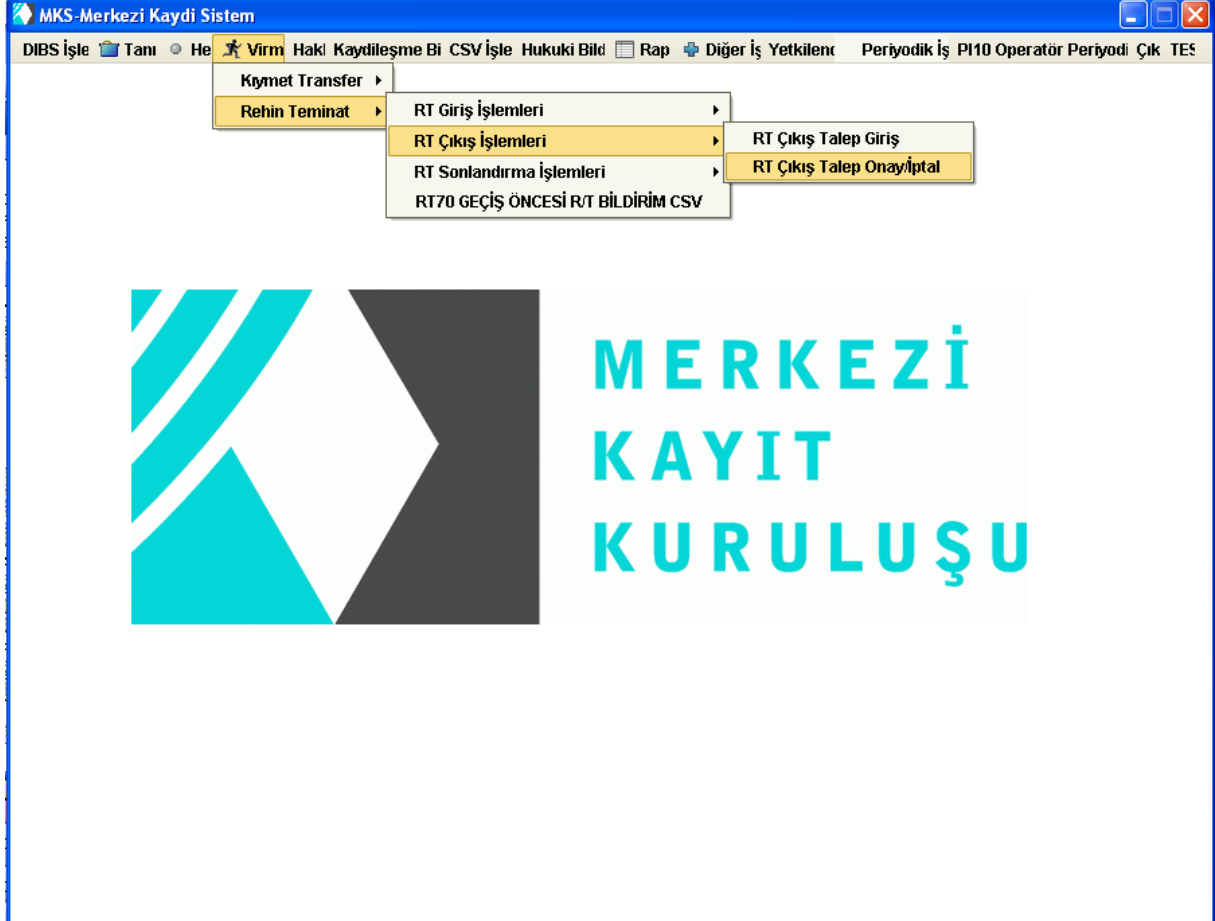 MKS-Merkezi Kaydi Sistem
DIBS İşle Tanı He Virm Hakl Kaydileşme Bi CSV İşle Hukuki Bild Rap Diğer İş Yetkilend Periyodik İş PI10 Operatör Periyodi Çık TES
Kıymet Transfer
Rehin Teminat
RT Giriş İşlemleri
RT Çıkış İşlemleri
RT Sonlandırma İşlemleri
RT70 GEÇİŞ ÖNCESİ R/T BİLDİRİM CSV
RT Çıkış Talep Giriş
RT Çıkış Talep Onay/İptal
MERKEZİ
KAYIT
KURULUŞU